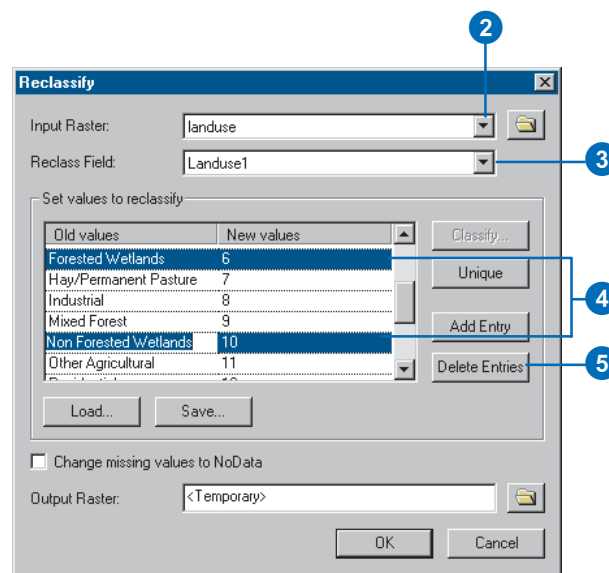 2
Reclassify
Input Raster: landuse
Reclass Field: Landuse1
3
Set values to reclassify
Old values New values
Classify...
Forested Wetlands 6
Hay/Permanent Pasture 7
Unique
Industrial 8
4
Mixed Forest 9
Add Entry
Non Forested Wetlands 10
Other Agricultural 11
Delete Entries
5
Load... Save...
Change missing values to NoData
Output Raster: <Temporary>
OK Cancel